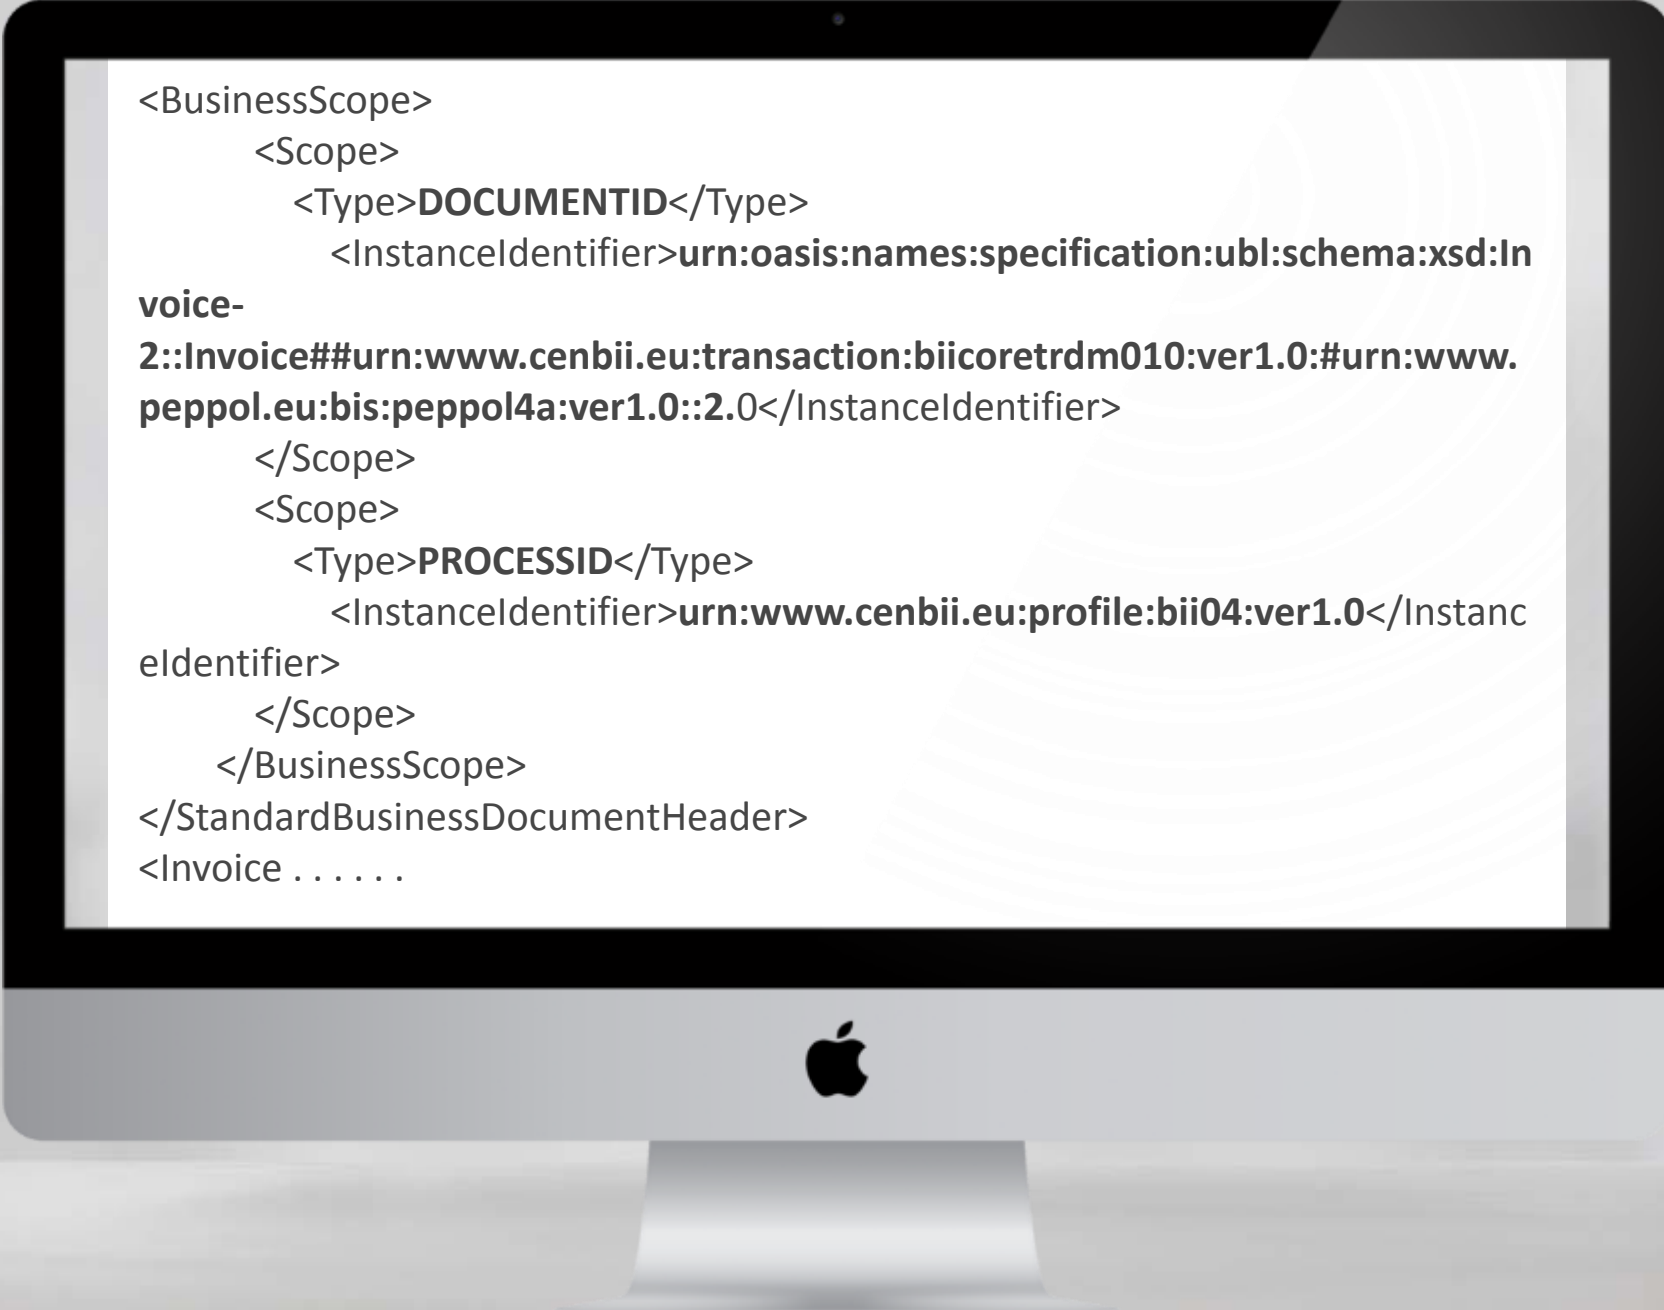 <BusinessScope>
<Scope>
<Type>DOCUMENTID</Type>
<InstanceIdentifier>urn:oasis:names:specification:ubl:schema:xsd:In
voice-
2::Invoice##urn:www.cenbii.eu:transaction:biicoretrdm010:ver1.0:#urn:www.
peppol.eu:bis:peppol4a:ver1.0::2.0</InstanceIdentifier>
</Scope>
<Scope>
<Type>PROCESSID</Type>
<InstanceIdentifier>urn:www.cenbii.eu:profile:bii04:ver1.0</Instanc
eIdentifier>
</Scope>
</BusinessScope>
</StandardBusinessDocumentHeader>
<Invoice . . . . . .